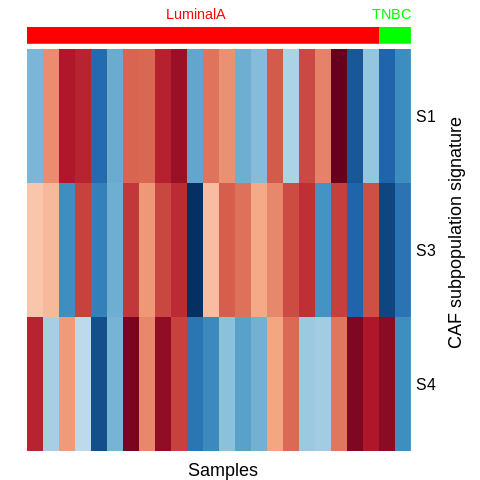 LuminalA TNBC
S1
S3
S4
CAF subpopulation signature
Samples